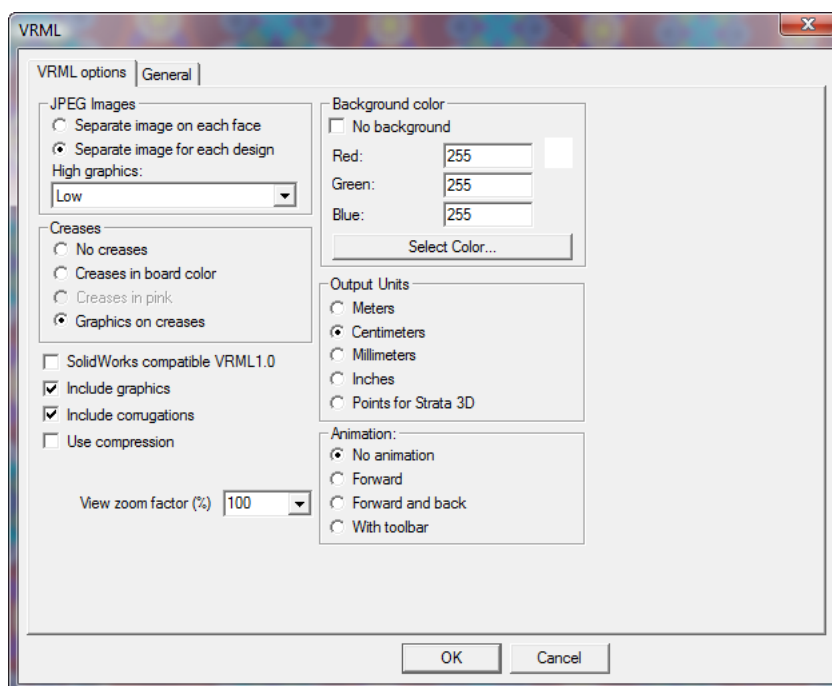 VRML
VRML options
General
JPEG Images
Separate image on each face
Separate image for each design
High graphics:
Low
Creases
No creases
Creases in board color
Creases in pink
Graphics on creases
SolidWorks compatible VRML1.0
Include graphics
Include corrugations
Use compression
View zoom factor (%) 100
Background color
No background
Red: 255
Green: 255
Blue: 255
Select Color...
Output Units
Meters
Centimeters
Millimeters
Inches
Points for Strata 3D
Animation:
No animation
Forward
Forward and back
With toolbar
OK
Cancel